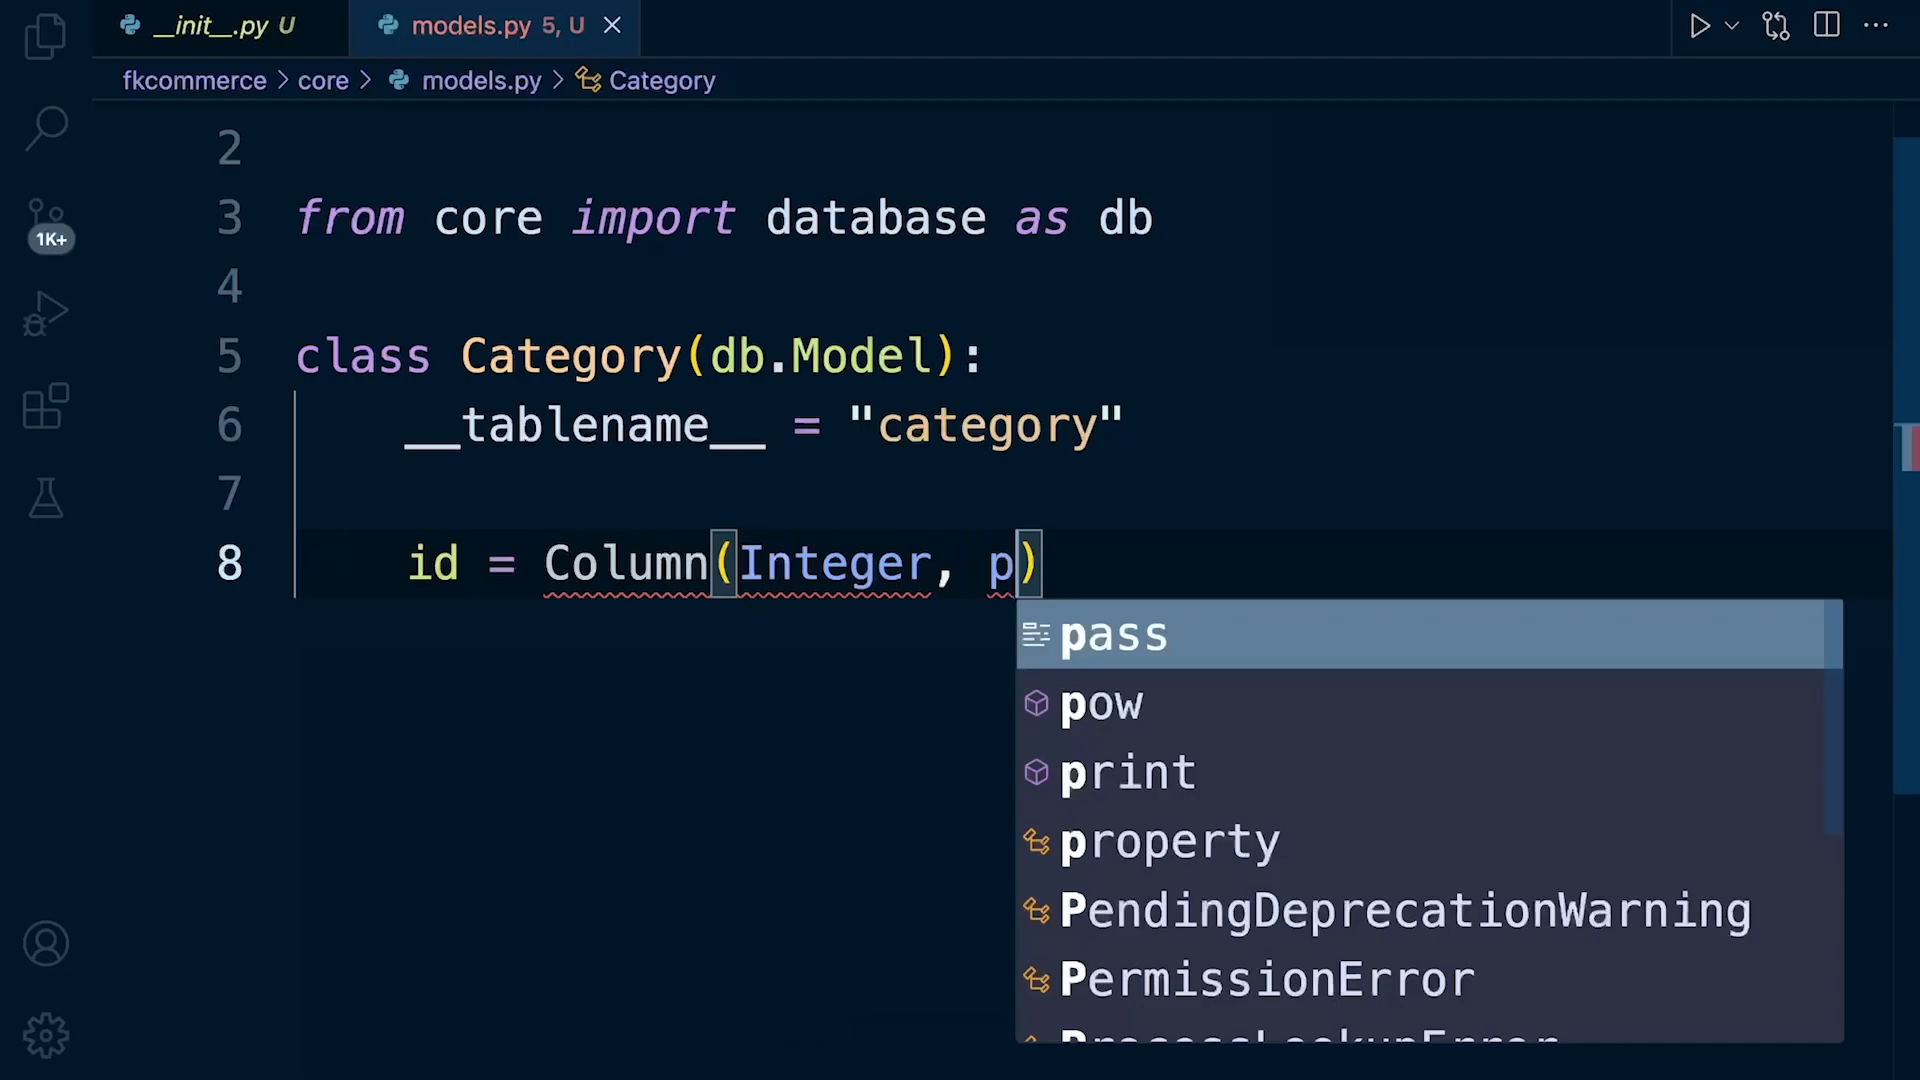 __init__.py U
models.py 5, U
fkcommerce > core > models.py > Category
1K+
2
3 from core import database as db
4
5 class Category(db.Model):
6 __tablename__ = "category"
7
8 id = Column(Integer, p)
pass
pow
print
property
PendingDeprecationWarning
PermissionError
ProcessLookupError